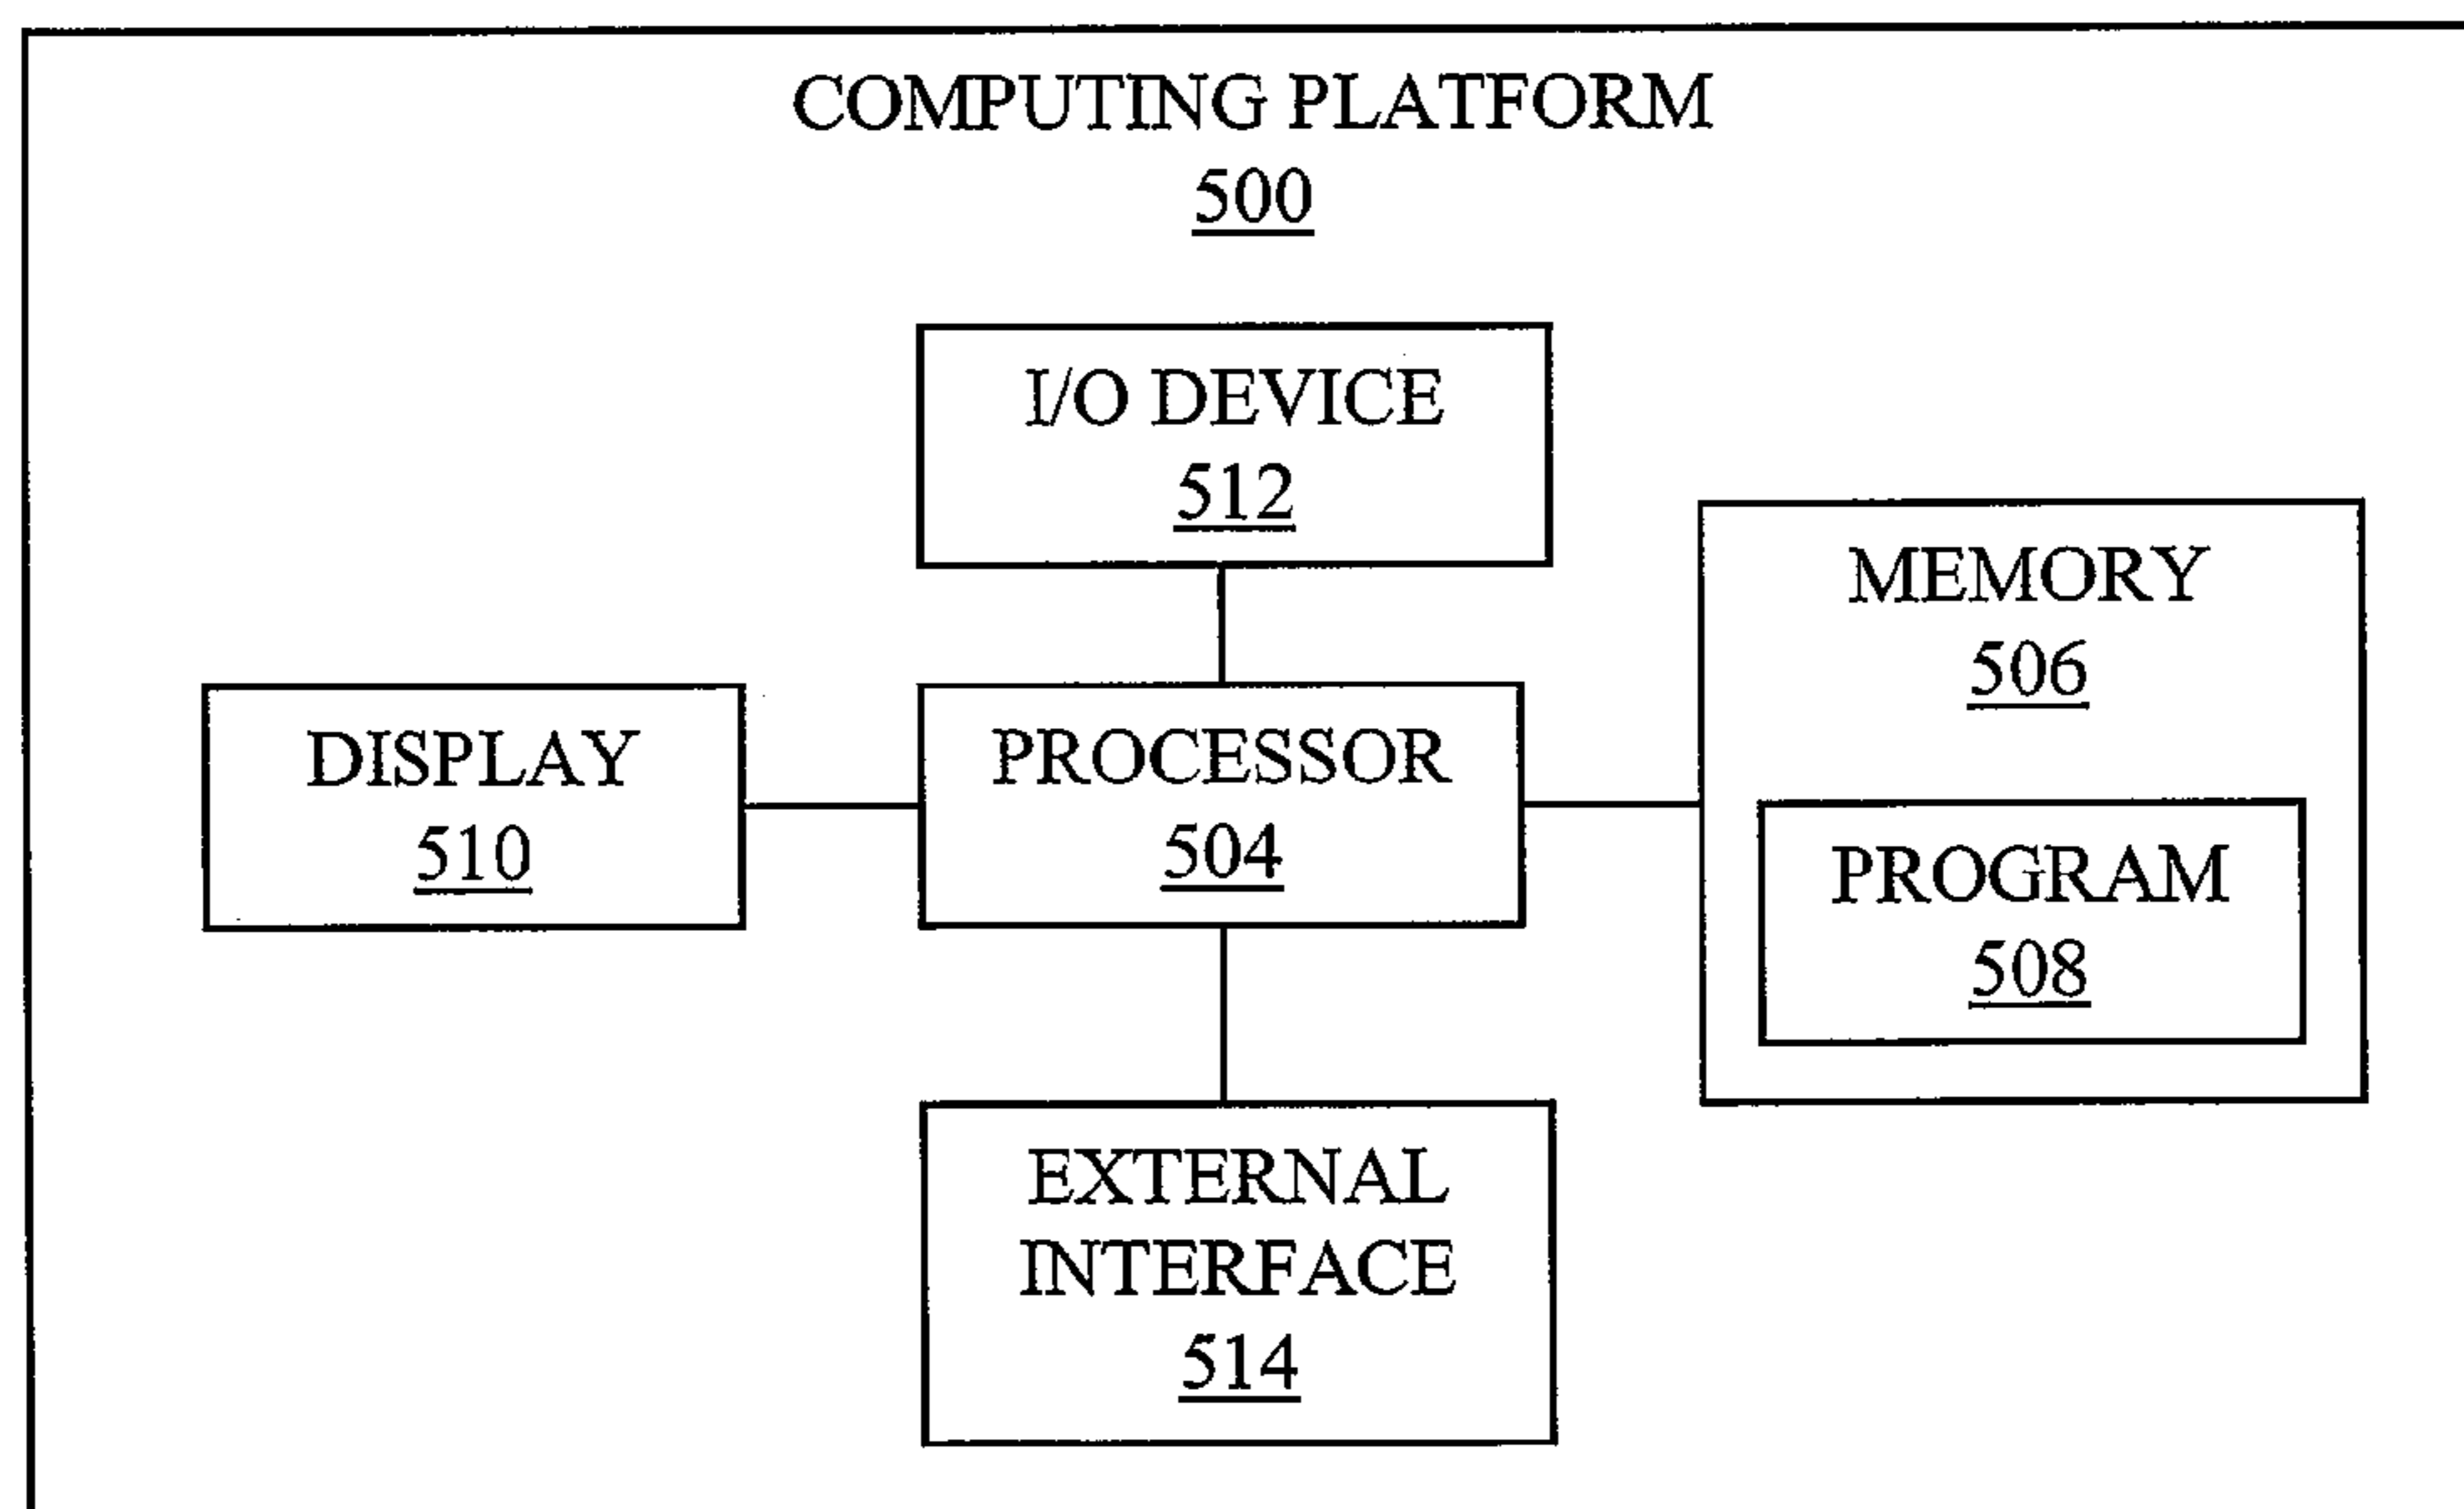 COMPUTING PLATFORM
500
I/O DEVICE
512
MEMORY
506
DISPLAY
510
PROCESSOR
504
PROGRAM
508
EXTERNAL
INTERFACE
514